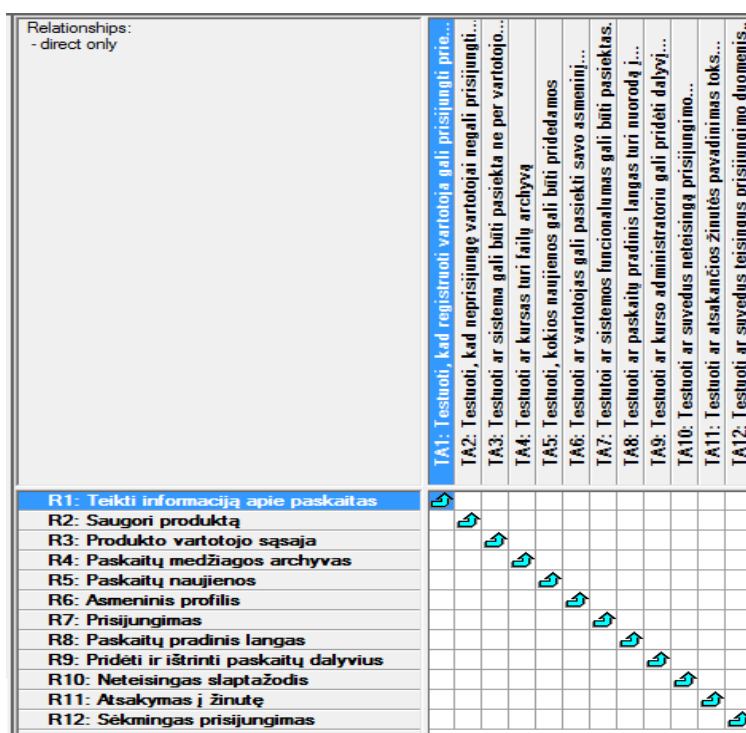 Relationships:
- direct only
TA1: Testuoti, kad registruoti vartotoja gali prisijungti prie...
TA2: Testuoti, kad neprisijungę vartotojai negali prisijungti...
TA3: Testuoti ar sistema gali būti pasiekta ne per vartotojo...
TA4: Testuoti ar kursas turi failų archyvą
TA5: Testuoti, kokios naujienos gali būti pridedamos
TA6: Testuoti ar vartotojas gali pasiekti savo asmeninį...
TA7: Testutoi ar sistemos funcionalumas gali būti pasiektas.
TA8: Testuoti ar paskaitų pradinis langas turi nuorodą į...
TA9: Testuoti ar kurso administratoriu gali pridėti dalyvį...
TA10: Testuoti ar suvedus neteisingą prisijungimo...
TA11: Testuoti ar atsakančios žinutės pavadinimas toks...
TA12: Testuoti ar suvedus teisingus prisijungimo duomenis..
R1: Teikti informaciją apie paskaitas
R2: Saugori produktą
R3: Produkto vartotojo sąsaja
R4: Paskaitų medžiagos archyvas
R5: Paskaitų naujienos
R6: Asmeninis profilis
R7: Prisijungimas
R8: Paskaitų pradinis langas
R9: Pridėti ir ištrinti paskaitų dalyvius
R10: Neteisingas slaptažodis
R11: Atsakymas į žinutę
R12: Sėkmingas prisijungimas